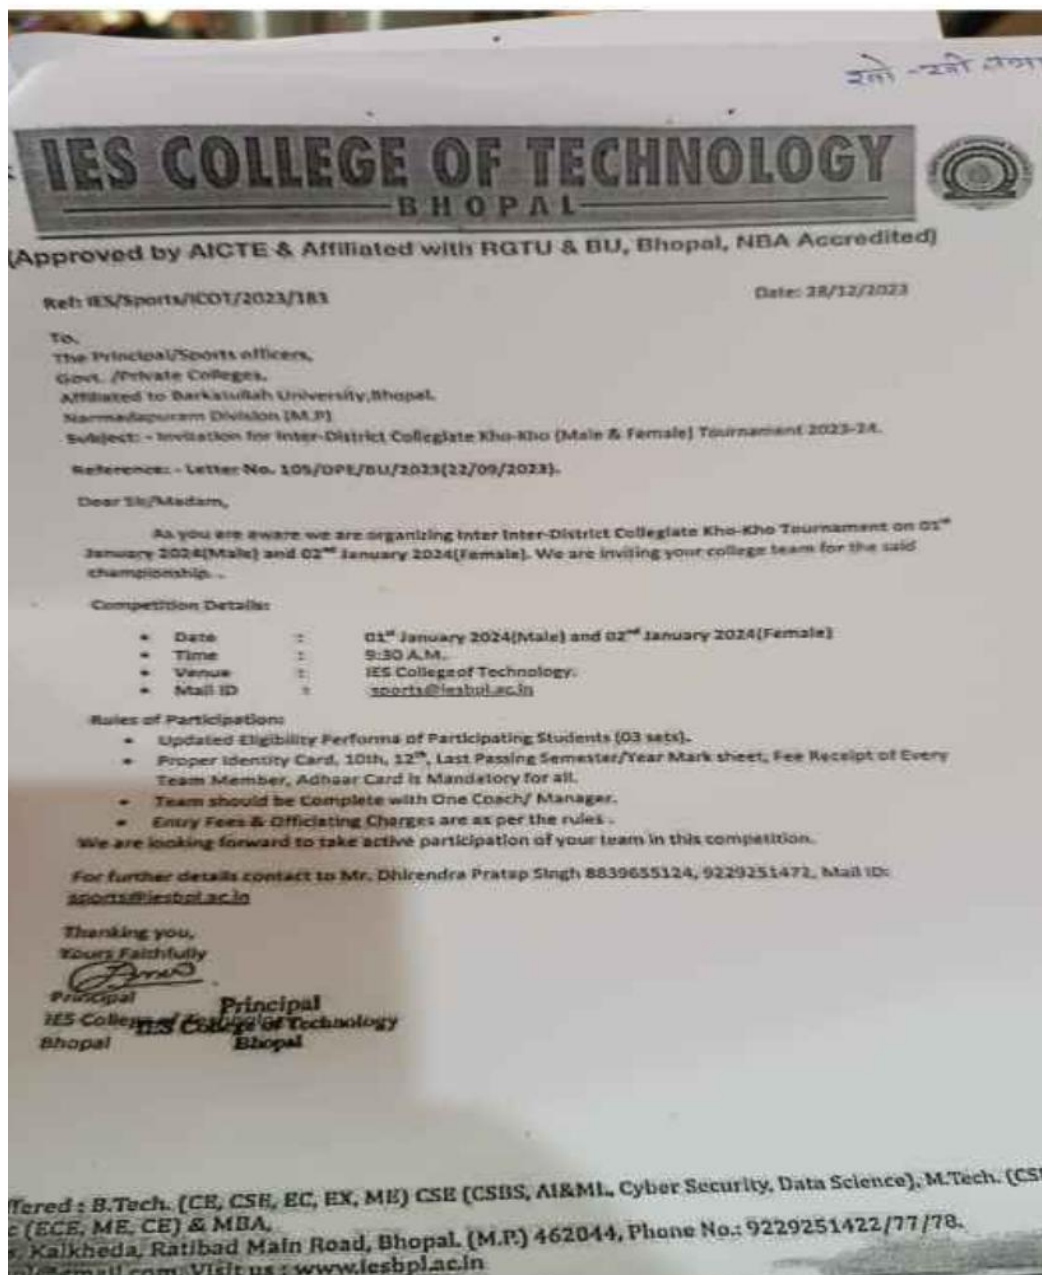 खो-खो
IES COLLEGE OF TECHNOLOGY
BHOPAL
(Approved by AICTE & Affiliated with RGTU & BU, Bhopal, NBA Accredited)
Ref: IES/Sports/ICOT/2023/183 Date: 28/12/2023
To,
The Principal/Sports officers,
Govt. /Private Colleges,
Affiliated to Barkatullah University,Bhopal.
Narmadapuram Division (M.P)
Subject: - Invitation for Inter-District Collegiate Kho-Kho (Male & Female) Tournament 2023-24.
Reference: - Letter No. 105/DPE/BU/2023(22/09/2023).
Dear Sir/Madam,
As you are aware we are organizing Inter Inter-District Collegiate Kho-Kho Tournament on 01st
January 2024(Male) and 02nd January 2024(Female). We are inviting your college team for the said
championship. .
Competition Details:
• Date : 01st January 2024(Male) and 02nd January 2024(Female)
• Time : 9:30 A.M.
• Venue : IES College of Technology.
• Mail ID : sports@iesbpl.ac.in
Rules of Participation:
• Updated Eligibility Performa of Participating Students (03 sets).
• Proper Identity Card, 10th, 12th, Last Passing Semester/Year Mark sheet, Fee Receipt of Every
Team Member, Adhaar Card is Mandatory for all.
• Team should be Complete with One Coach/ Manager.
• Entry Fees & Officiating Charges are as per the rules .
We are looking forward to take active participation of your team in this competition.
For further details contact to Mr. Dhirendra Pratap Singh 8839655124, 9229251472, Mail ID:
sports@iesbpl.ac.in
Thanking you,
Yours Faithfully
Principal
Principal
IES College of Technology
IES College of Technology
Bhopal
Bhopal
ffered : B.Tech. (CE, CSE, EC, EX, ME) CSE (CSBS, AI&ML, Cyber Security, Data Science), M.Tech. (CSE
(ECE, ME, CE) & MBA.
Kalkheda, Ratibad Main Road, Bhopal. (M.P.) 462044, Phone No.: 9229251422/77/78.
@gmail.com Visit us : www.iesbpl.ac.in